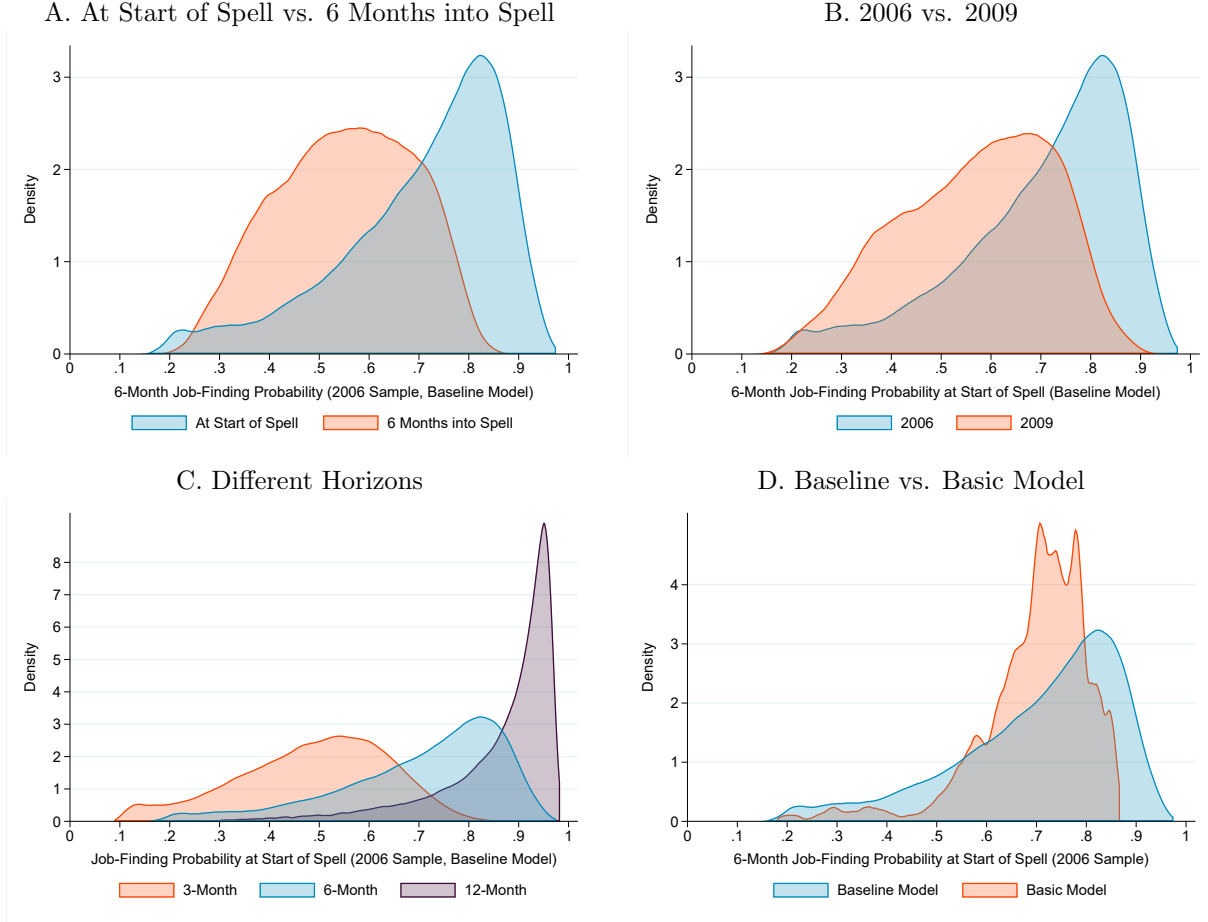 A. At Start of Spell vs. 6 Months into Spell
Density
3
2
1
0
0 .1 .2 .3 .4 .5 .6 .7 .8 .9 1
6-Month Job-Finding Probability (2006 Sample, Baseline Model)
At Start of Spell 6 Months into Spell
B. 2006 vs. 2009
Density
3
2
1
0
0 .1 .2 .3 .4 .5 .6 .7 .8 .9 1
6-Month Job-Finding Probability at Start of Spell (Baseline Model)
2006 2009
C. Different Horizons
Density
8
7
6
5
4
3
2
1
0
0 .1 .2 .3 .4 .5 .6 .7 .8 .9 1
Job-Finding Probability at Start of Spell (2006 Sample, Baseline Model)
3-Month 6-Month 12-Month
D. Baseline vs. Basic Model
Density
4
3
2
1
0
0 .1 .2 .3 .4 .5 .6 .7 .8 .9 1
6-Month Job-Finding Probability at Start of Spell (2006 Sample)
Baseline Model Basic Model